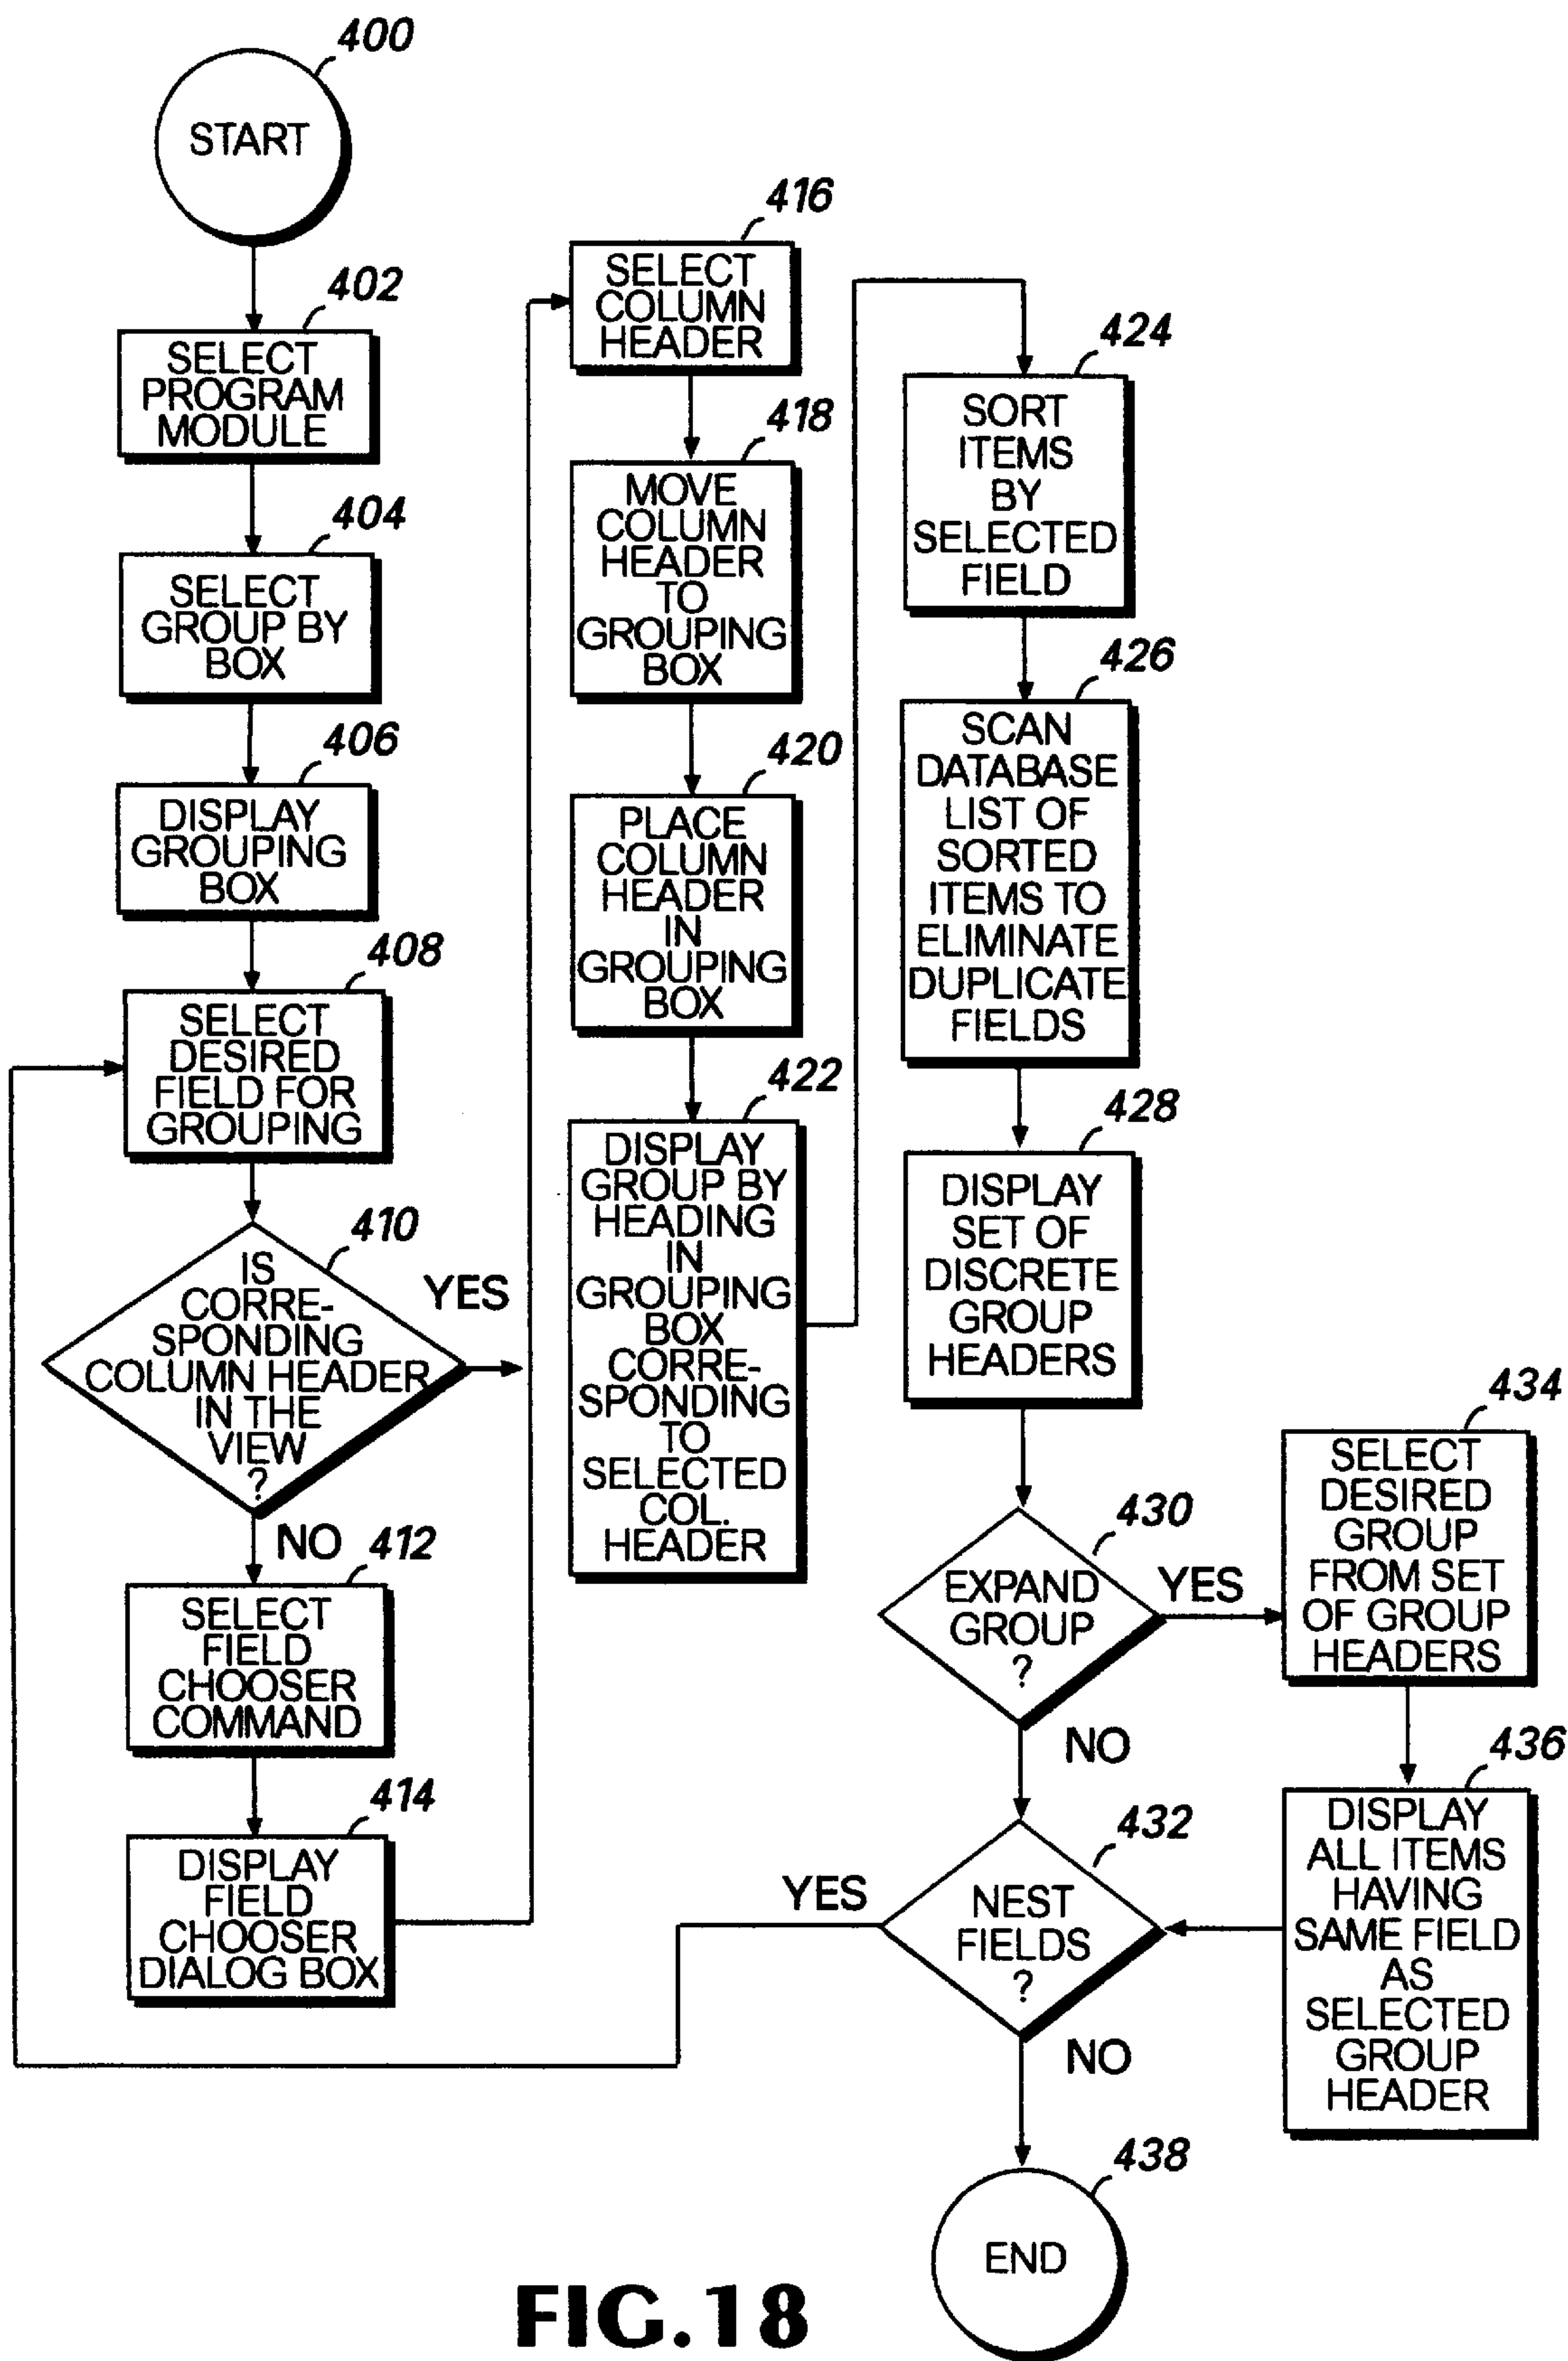 400
START
402
SELECT
PROGRAM
MODULE
404
SELECT
GROUP BY
BOX
406
DISPLAY
GROUPING
BOX
408
SELECT
DESIRED
FIELD FOR
GROUPING
410
IS
CORRE-
SPONDING
COLUMN HEADER
IN THE
VIEW
?
YES
NO
412
SELECT
FIELD
CHOOSER
COMMAND
414
DISPLAY
FIELD
CHOOSER
DIALOG BOX
416
SELECT
COLUMN
HEADER
418
MOVE
COLUMN
HEADER
TO
GROUPING
BOX
420
PLACE
COLUMN
HEADER
IN
GROUPING
BOX
422
DISPLAY
GROUP BY
HEADING
IN
GROUPING
BOX
CORRE-
SPONDING
TO
SELECTED
COL.
HEADER
424
SORT
ITEMS
BY
SELECTED
FIELD
426
SCAN
DATABASE
LIST OF
SORTED
ITEMS TO
ELIMINATE
DUPLICATE
FIELDS
428
DISPLAY
SET OF
DISCRETE
GROUP
HEADERS
430
EXPAND
GROUP
?
YES
NO
434
SELECT
DESIRED
GROUP
FROM SET
OF GROUP
HEADERS
436
DISPLAY
ALL ITEMS
HAVING
SAME FIELD
AS
SELECTED
GROUP
HEADER
432
NEST
FIELDS
?
YES
NO
438
END
FIG.18